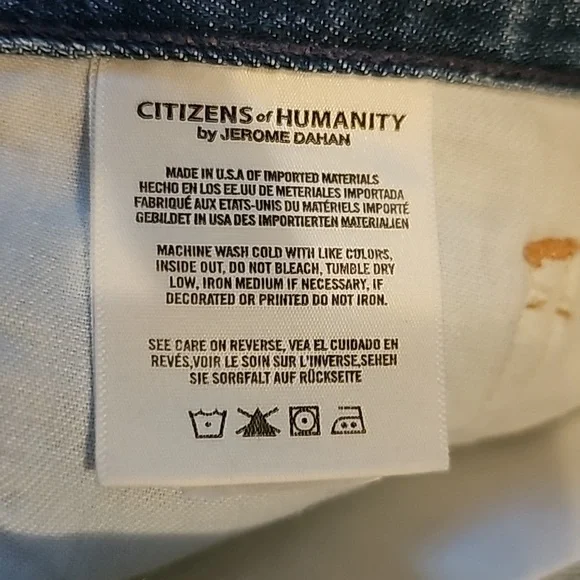 CITIZENS of HUMANITY
by JEROME DAHAN
MADE IN U.S.A OF IMPORTED MATERIALS
HECHO EN LOS EE.UU DE METERIALES IMPORTADA
FABRIQUÉ AUX ETATS-UNIS DU MATÉRIELS IMPORTÉ
GEBILDET IN USA DES IMPORTIERTEN MATERIALIEN
MACHINE WASH COLD WITH LIKE COLORS,
INSIDE OUT, DO NOT BLEACH, TUMBLE DRY
LOW, IRON MEDIUM IF NECESSARY, IF
DECORATED OR PRINTED DO NOT IRON.
SEE CARE ON REVERSE, VEA EL CUIDADO EN
REVÉS,VOIR LE SOIN SUR L'INVERSE,SEHEN
SIE SORGFALT AUF RÜCKSEITE